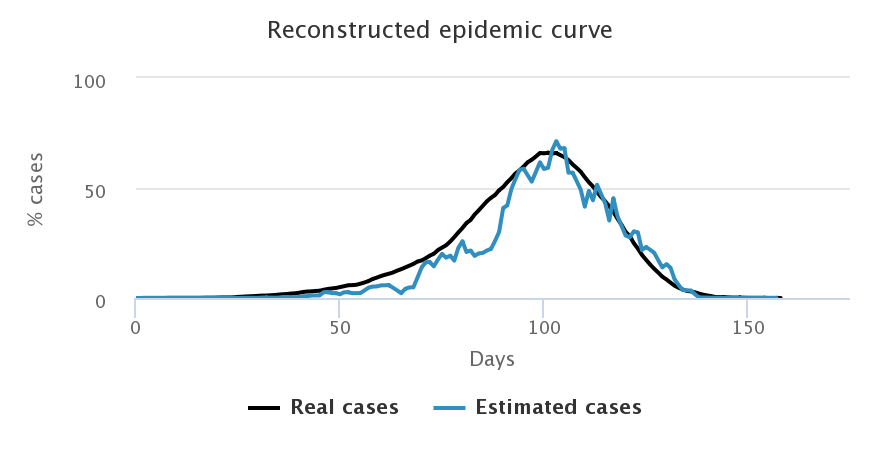 Reconstructed epidemic curve
100
50
0
% cases
0 50 100 150
Days
Real cases Estimated cases